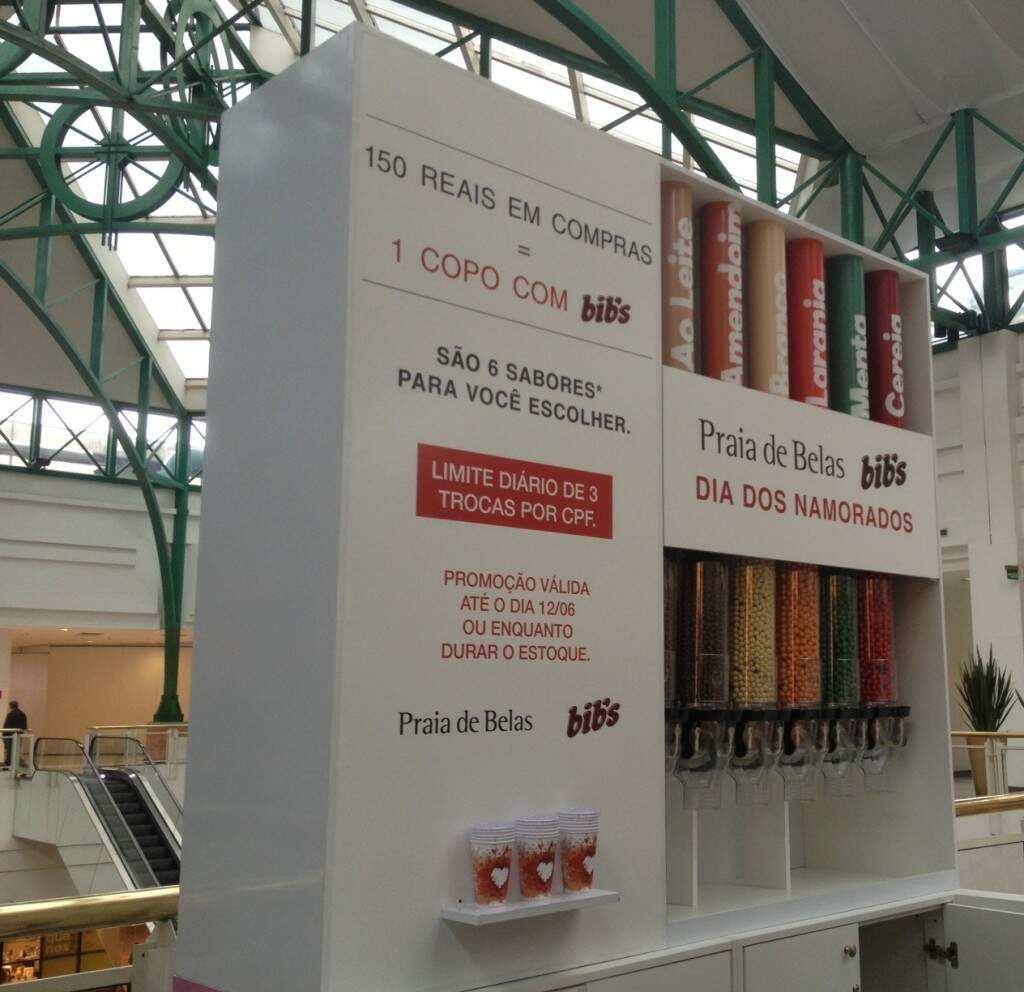 150 REAIS EM COMPRAS
=
1 COPO COM bib's
SÃO 6 SABORES*
PARA VOCÊ ESCOLHER.
LIMITE DIÁRIO DE 3
TROCAS POR CPF.
PROMOÇÃO VÁLIDA
ATÉ O DIA 12/06
OU ENQUANTO
DURAR O ESTOQUE.
Praia de Belas bib's
Ao Leite
Amendoim
Branco
Laranja
Menta
Cereja
Praia de Belas bib's
DIA DOS NAMORADOS